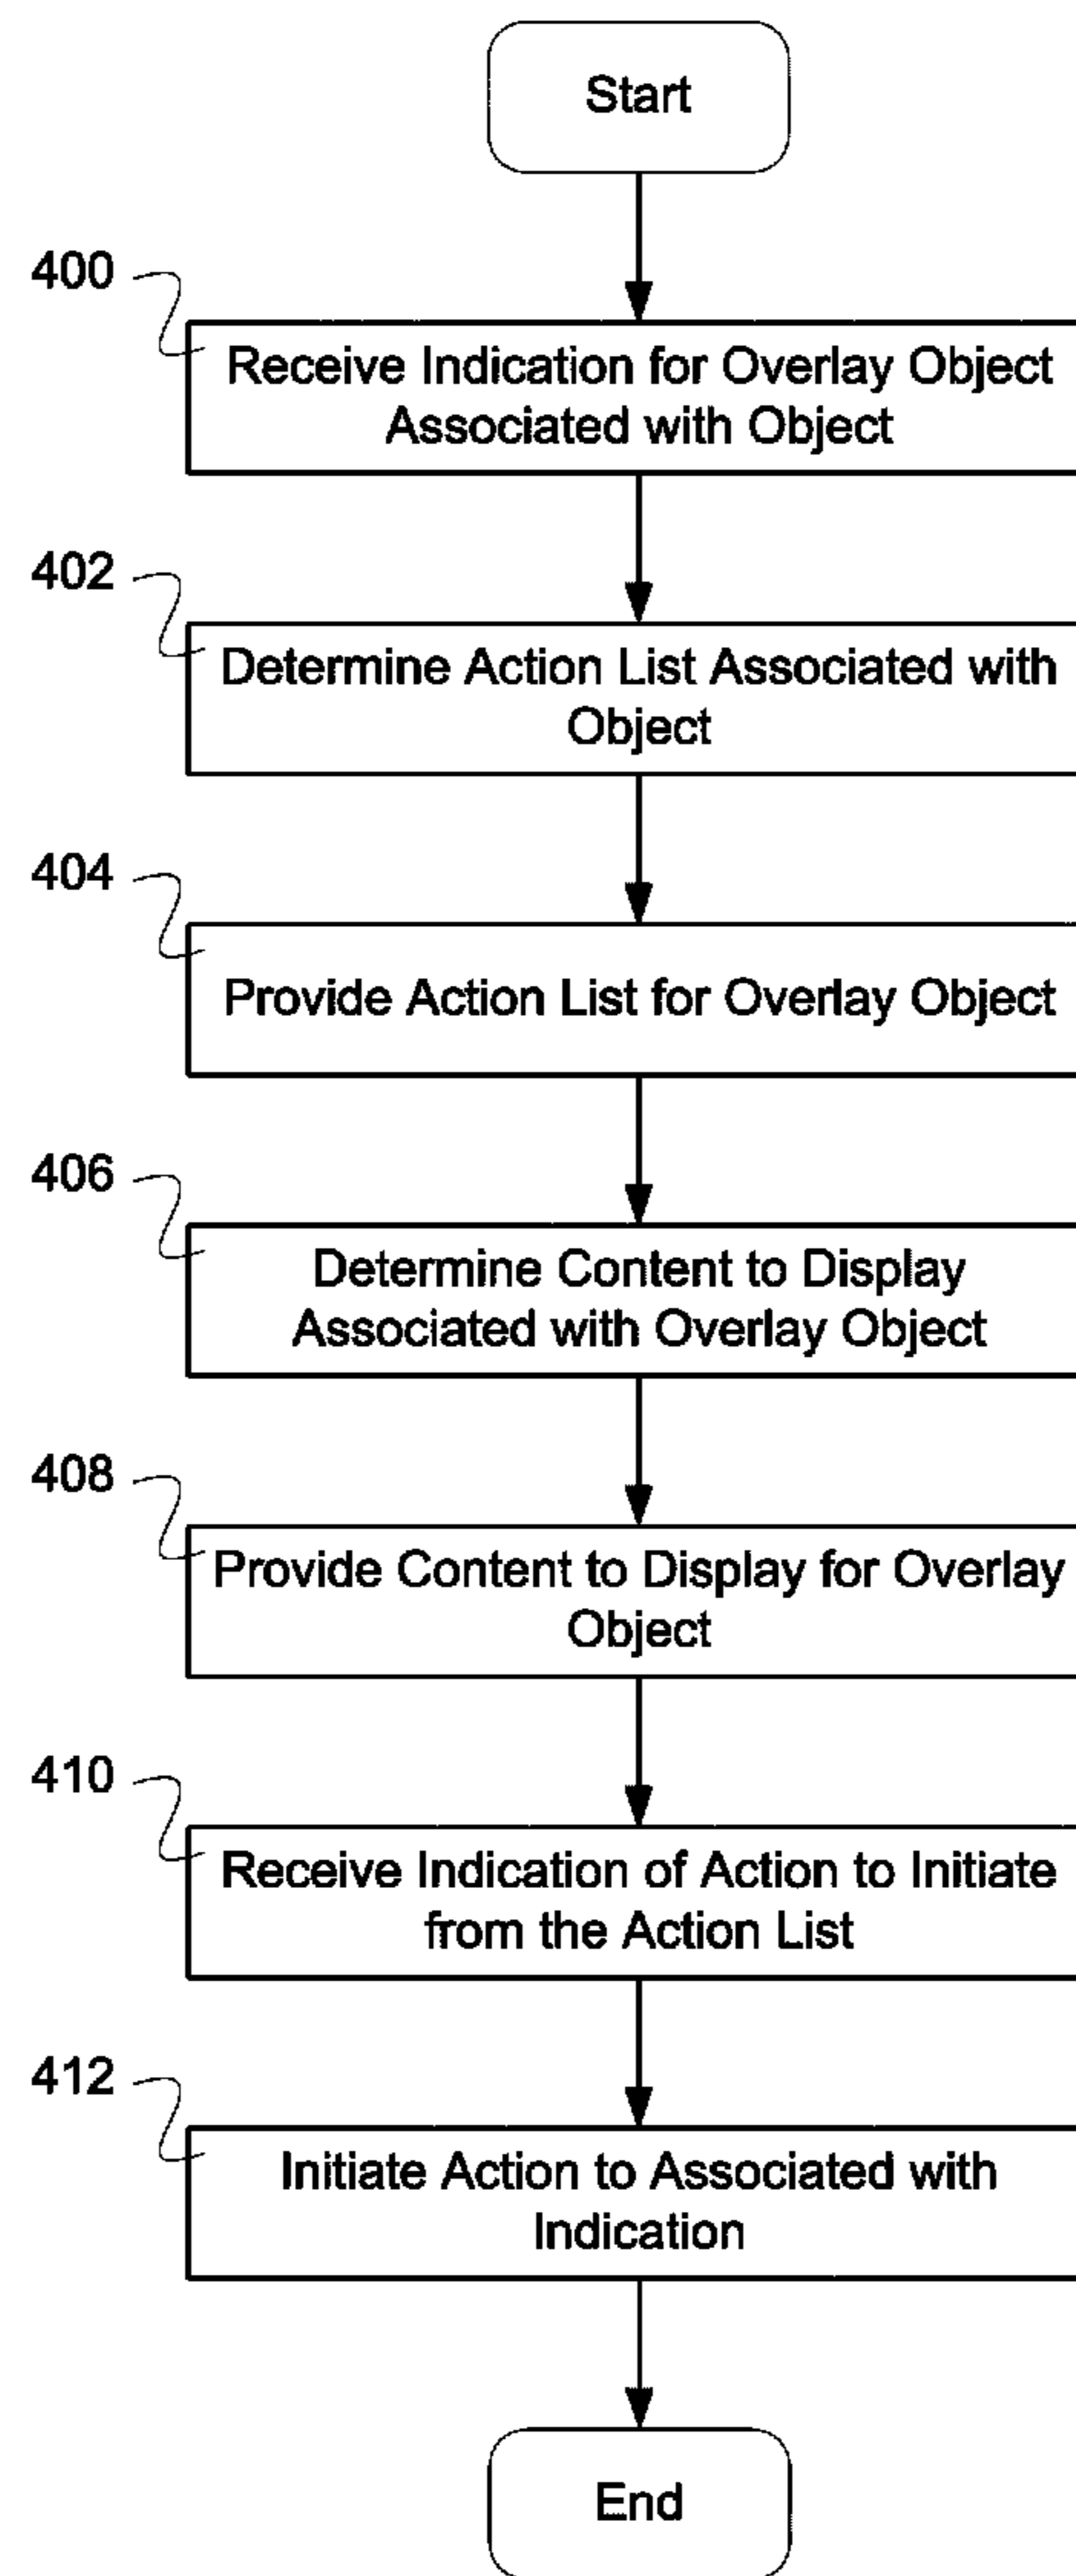 Start
400
Receive Indication for Overlay Object
Associated with Object
402
Determine Action List Associated with
Object
404
Provide Action List for Overlay Object
406
Determine Content to Display
Associated with Overlay Object
408
Provide Content to Display for Overlay
Object
410
Receive Indication of Action to Initiate
from the Action List
412
Initiate Action to Associated with
Indication
End